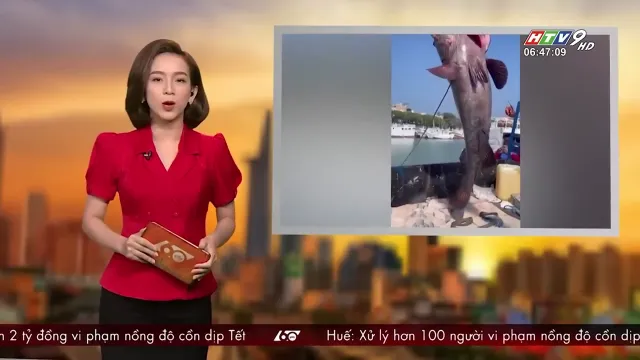 HTV9 HD
06:47:09
n 2 tỷ đồng vi phạm nồng độ cồn dịp Tết
60
Huế: Xử lý hơn 100 người vi phạm nồng độ cồn dịp